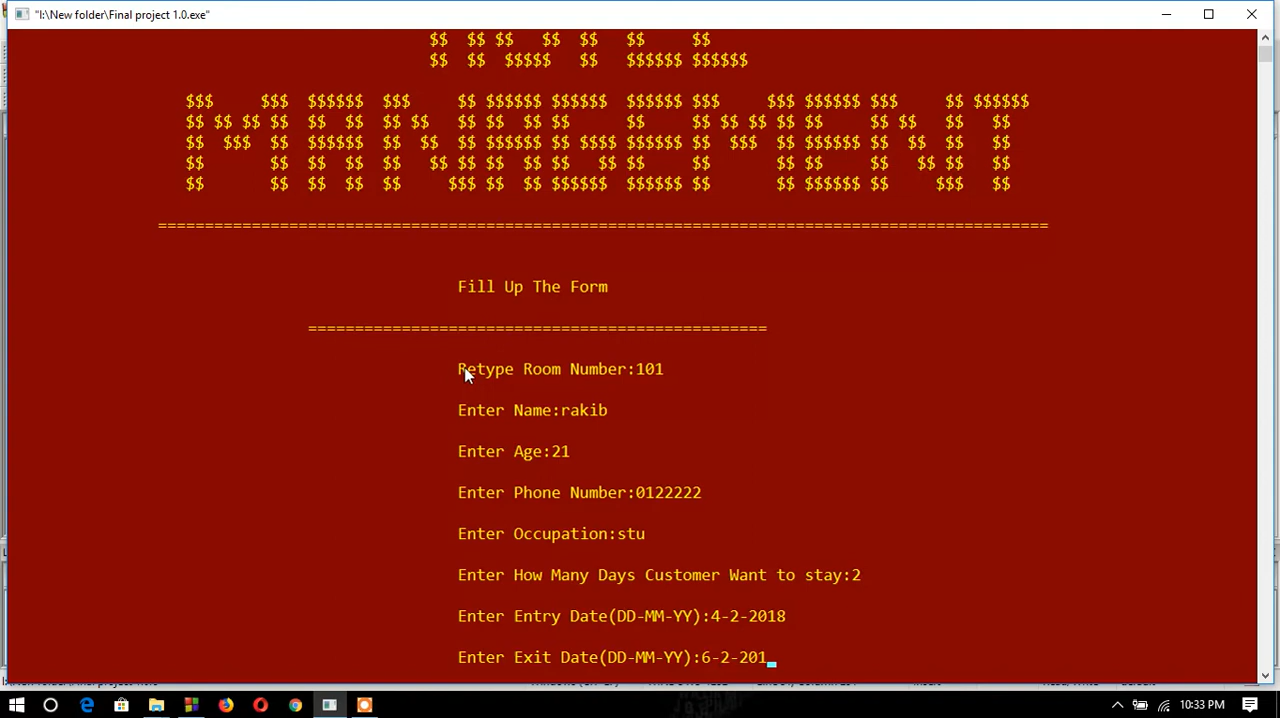 "I:\New folder\Final project 1.0.exe"
$$  $$ $$   $$  $$   $$     $$
$$  $$  $$$$$   $$   $$$$$$ $$$$$$
$$$     $$$  $$$$$$  $$$     $$ $$$$$$ $$$$$$  $$$$$$ $$$     $$$ $$$$$$ $$$     $$ $$$$$$
$$ $$ $$ $$  $$  $$  $$ $$   $$ $$  $$ $$      $$     $$ $$ $$ $$ $$     $$ $$   $$   $$
$$  $$$  $$  $$$$$$  $$  $$  $$ $$$$$$ $$ $$$$ $$$$$$ $$  $$$  $$ $$$$$$ $$  $$  $$   $$
$$       $$  $$  $$  $$   $$ $$ $$  $$ $$   $$ $$     $$       $$ $$     $$   $$ $$   $$
$$       $$  $$  $$  $$     $$$ $$  $$ $$$$$$  $$$$$$ $$       $$ $$$$$$ $$     $$$   $$
===============================================================================================
Fill Up The Form
=================================================
Retype Room Number:101
Enter Name:rakib
Enter Age:21
Enter Phone Number:0122222
Enter Occupation:stu
Enter How Many Days Customer Want to stay:2
Enter Entry Date(DD-MM-YY):4-2-2018
Enter Exit Date(DD-MM-YY):6-2-201_
10:33 PM